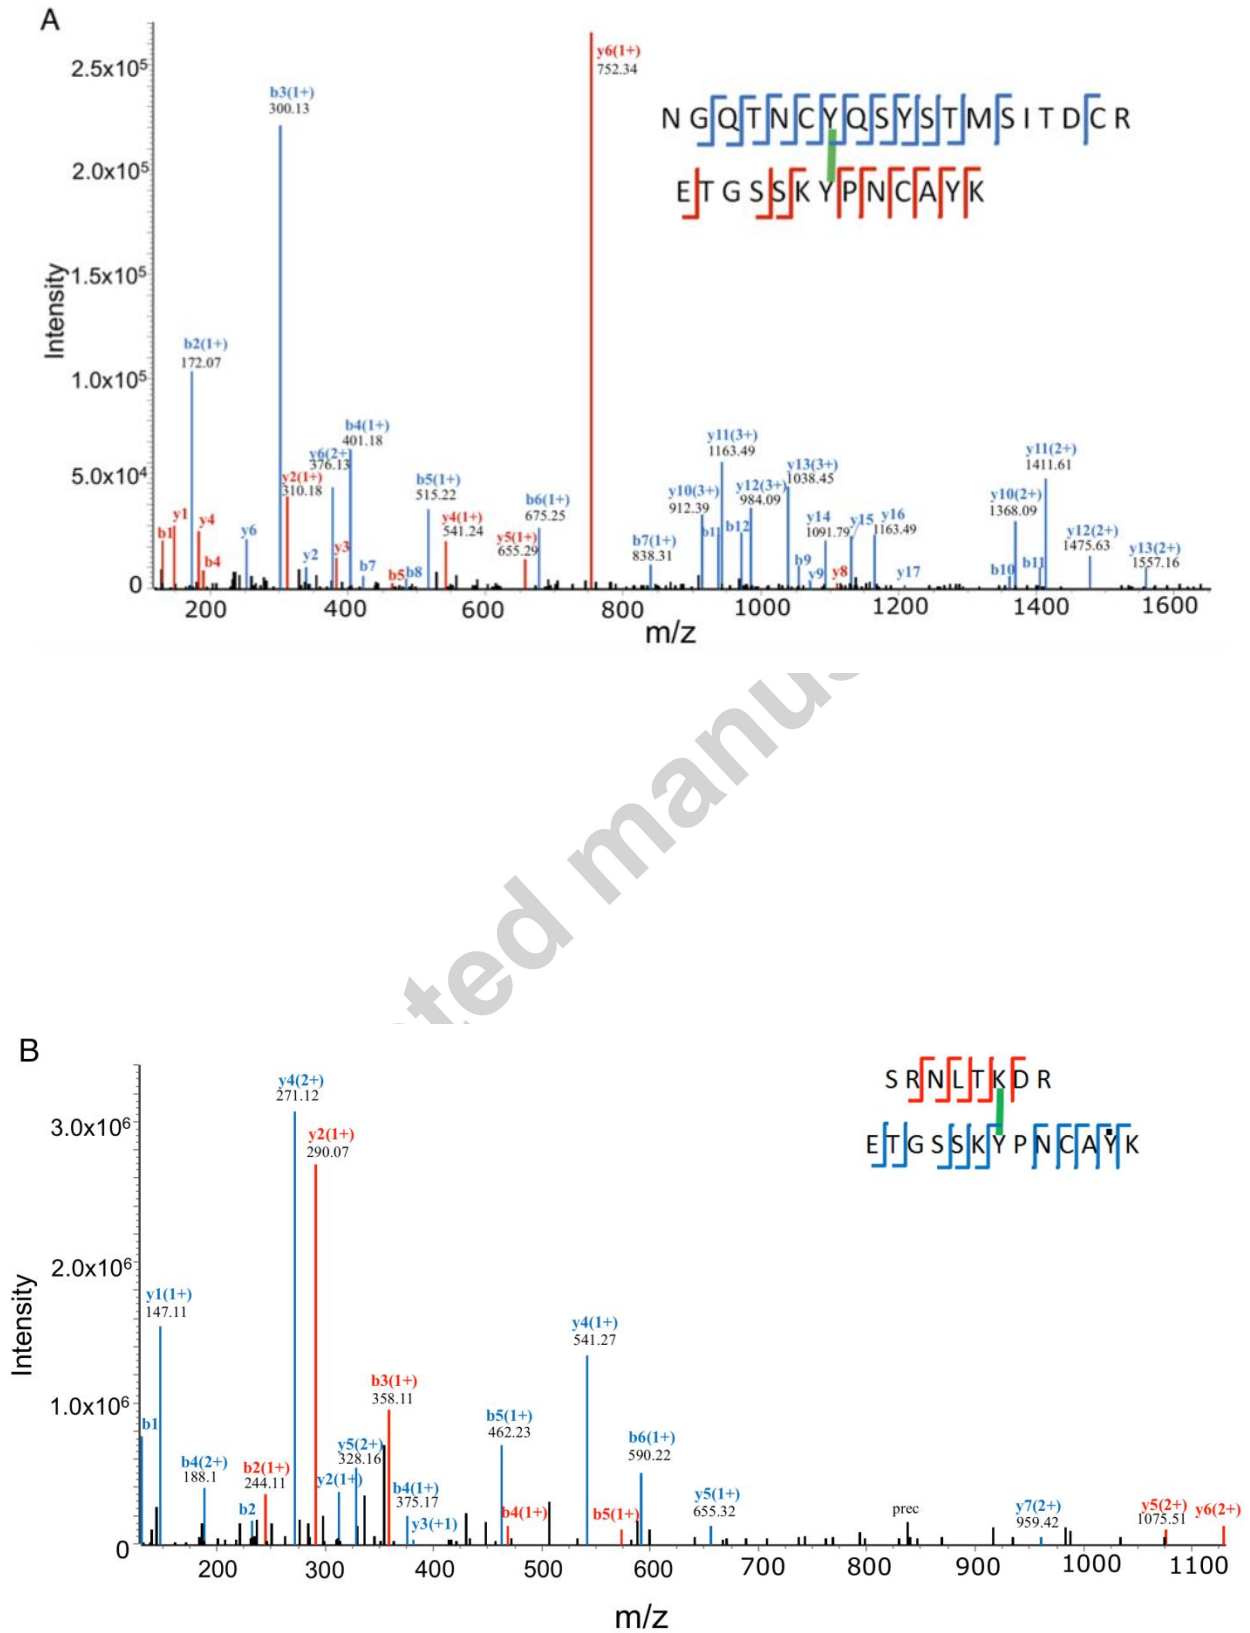 A
2.5x10⁵
2.0x10⁵
1.5x10⁵
1.0x10⁵
5.0x10⁴
0
Intensity
200 400 600 800 1000 1200 1400 1600
m/z
NGQTNCYQSYSTMSITDCR
ETGSSKYPNCAYK
b1
y1
b2(1+)
172.07
y4
b4
y6
b3(1+)
300.13
y2(1+)
310.18
y2
y6(2+)
376.13
y3
b4(1+)
401.18
b7
b5
b8
b5(1+)
515.22
y4(1+)
541.24
y5(1+)
655.29
b6(1+)
675.25
y6(1+)
752.34
b7(1+)
838.31
y10(3+)
912.39
b11
y11(3+)
1163.49
b12
y12(3+)
984.09
y13(3+)
1038.45
b9
y9
y14
1091.79
y8
y15
y16
1163.49
y17
b10
y10(2+)
1368.09
b11
y11(2+)
1411.61
y12(2+)
1475.63
y13(2+)
1557.16
ted manu
B
3.0x10⁶
2.0x10⁶
1.0x10⁶
0
Intensity
200 300 400 500 600 700 800 900 1000 1100
m/z
SRNLTKDR
ETGSSKYPNCAYK
b1
y1(1+)
147.11
b4(2+)
188.1
b2
b2(1+)
244.11
y4(2+)
271.12
y2(1+)
290.07
y2(1+)
y5(2+)
328.16
b3(1+)
358.11
b4(1+)
375.17
y3(+1)
b5(1+)
462.23
b4(1+)
y4(1+)
541.27
b5(1+)
b6(1+)
590.22
y5(1+)
655.32
prec
y7(2+)
959.42
y5(2+)
1075.51
y6(2+)